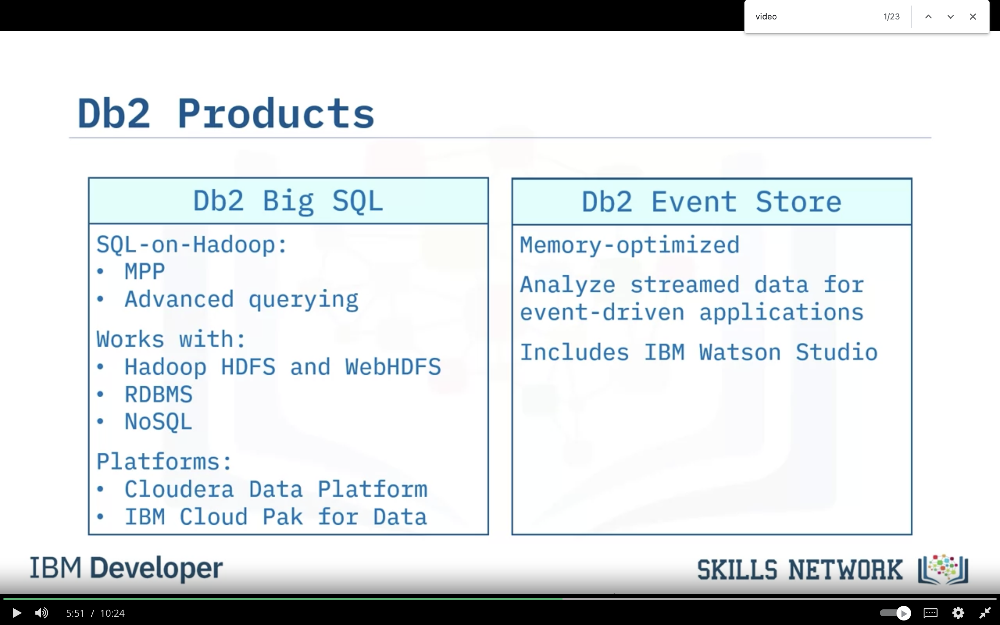 video 1/23
Db2 Products
Db2 Big SQL
SQL-on-Hadoop:
• MPP
• Advanced querying
Works with:
• Hadoop HDFS and WebHDFS
• RDBMS
• NoSQL
Platforms:
• Cloudera Data Platform
• IBM Cloud Pak for Data
Db2 Event Store
Memory-optimized
Analyze streamed data for
event-driven applications
Includes IBM Watson Studio
IBM Developer
SKILLS NETWORK
5:51 / 10:24